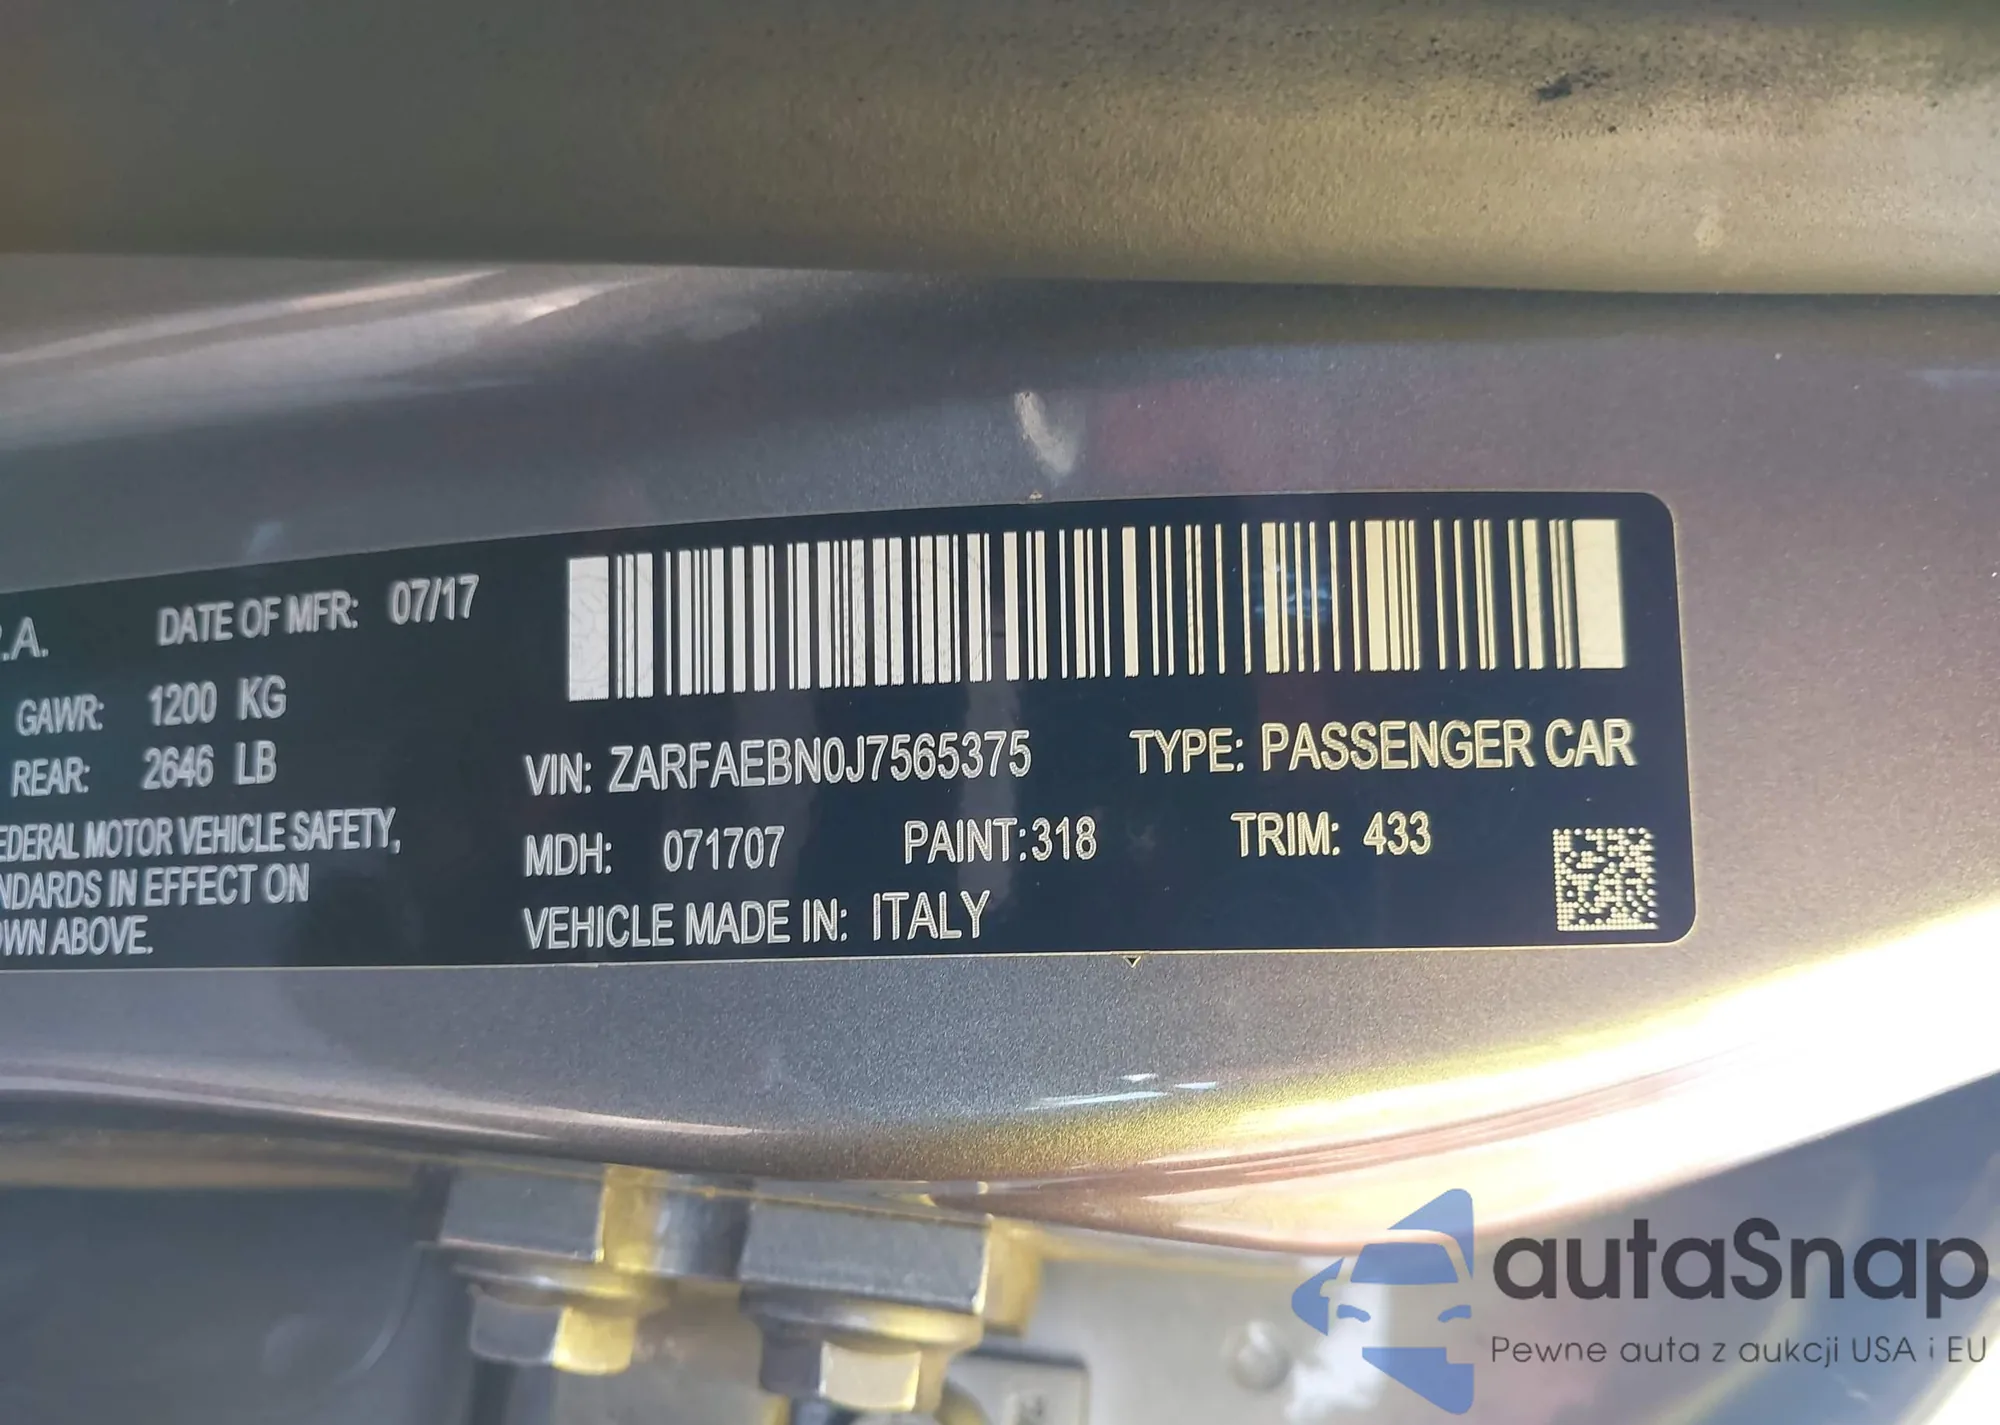 .A. DATE OF MFR: 07/17
GAWR: 1200 KG
REAR: 2646 LB
EDERAL MOTOR VEHICLE SAFETY,
NDARDS IN EFFECT ON
OWN ABOVE.
VIN: ZARFAEBN0J7565375 TYPE: PASSENGER CAR
MDH: 071707 PAINT:318 TRIM: 433
VEHICLE MADE IN: ITALY
autaSnap
Pewne auta z aukcji USA i EU